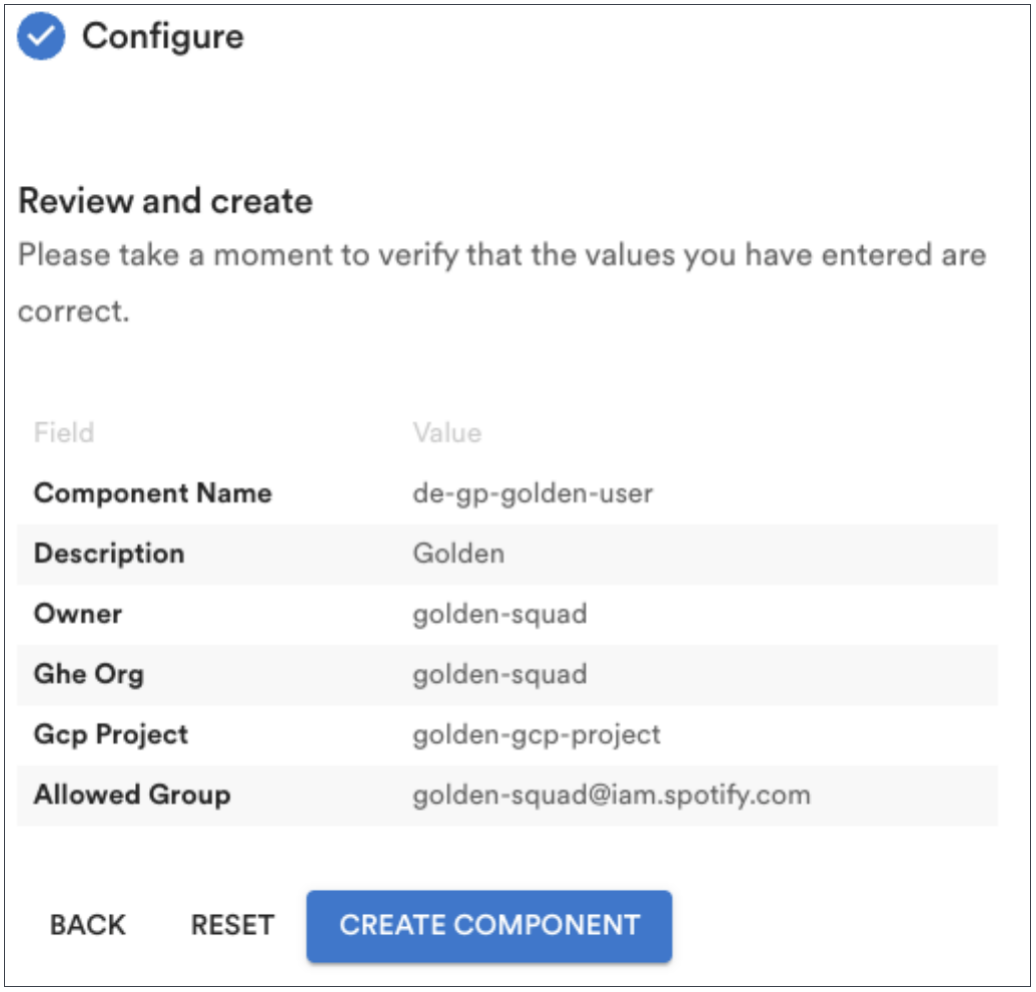 Configure
Review and create
Please take a moment to verify that the values you have entered are
correct.
Field Value
Component Name de-gp-golden-user
Description Golden
Owner golden-squad
Ghe Org golden-squad
Gcp Project golden-gcp-project
Allowed Group golden-squad@iam.spotify.com
BACK RESET CREATE COMPONENT